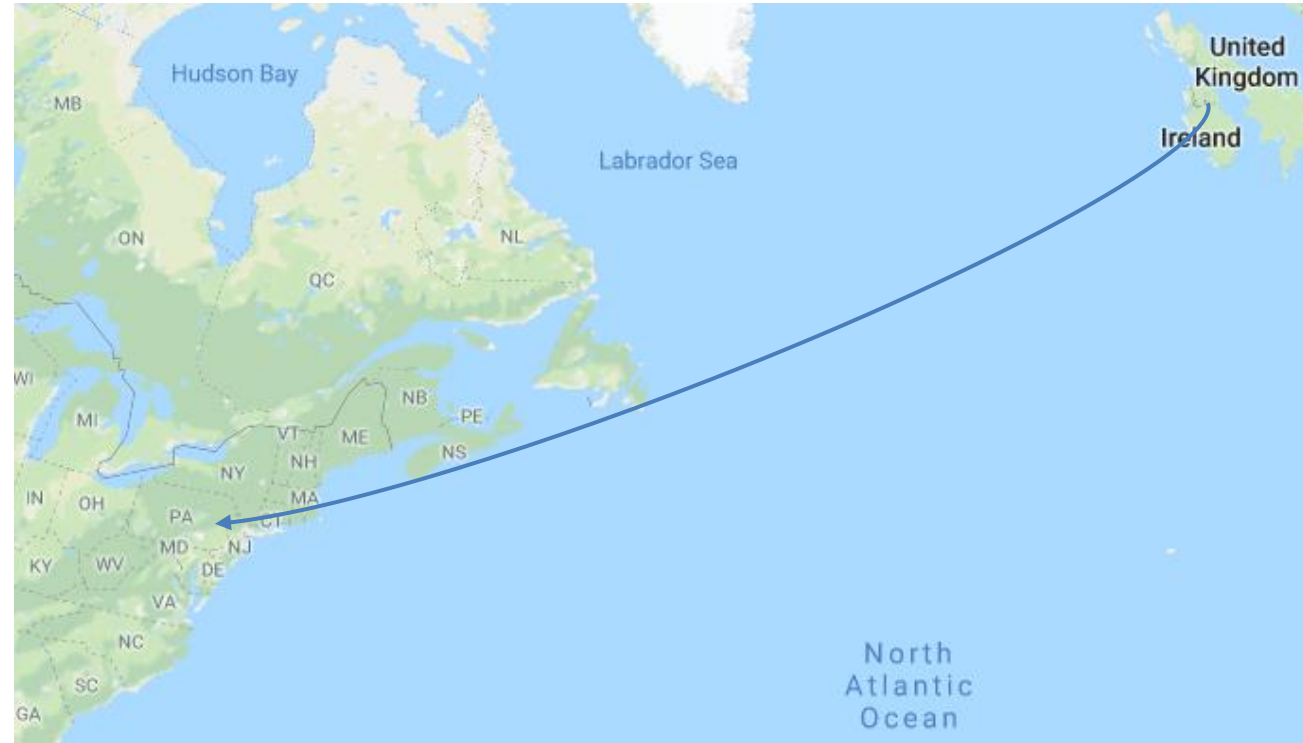 United
Kingdom
Hudson Bay
MB
Ireland
Labrador Sea
ON
NL
QC
WI
NB
MI
PE
VT
ME
NS
NH
NY
IN
OH
MA
PA
CT
MD
NJ
KY
WV
DE
VA
NC
North
Atlantic
Ocean
SC
GA